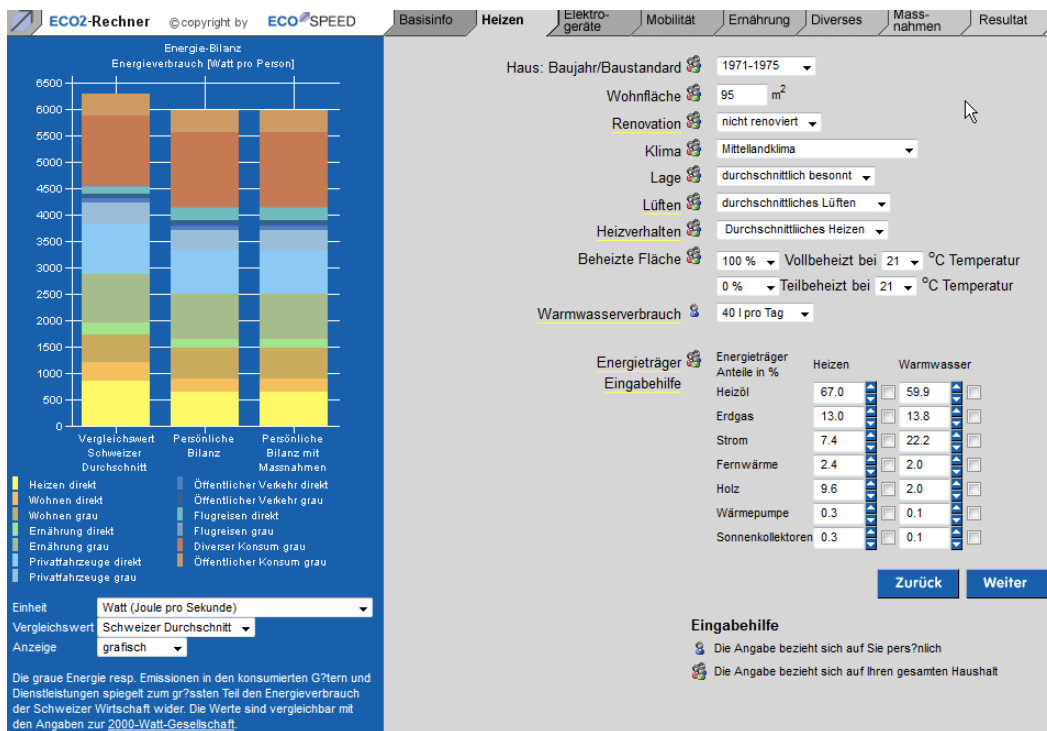 ECO2-Rechner ©copyright by ECO SPEED
Basisinfo Heizen Elektro-geräte Mobilität Ernährung Diverses Mass-nahmen Resultat
Energie-Bilanz
Energieverbrauch [Watt pro Person]
6500
6000
5500
5000
4500
4000
3500
3000
2500
2000
1500
1000
500
0
Vergleichswert Schweizer Durchschnitt
Persönliche Bilanz
Persönliche Bilanz mit Massnahmen
Heizen direkt
Wohnen direkt
Wohnen grau
Ernährung direkt
Ernährung grau
Privatfahrzeuge direkt
Privatfahrzeuge grau
Öffentlicher Verkehr direkt
Öffentlicher Verkehr grau
Flugreisen direkt
Flugreisen grau
Diverser Konsum grau
Öffentlicher Konsum grau
Einheit Watt (Joule pro Sekunde)
Vergleichswert Schweizer Durchschnitt
Anzeige grafisch
Die graue Energie resp. Emissionen in den konsumierten G?tern und
Dienstleistungen spiegelt zum gr?ssten Teil den Energieverbrauch
der Schweizer Wirtschaft wider. Die Werte sind vergleichbar mit
den Angaben zur 2000-Watt-Gesellschaft.
Haus: Baujahr/Baustandard 1971-1975
Wohnfläche 95 m2
Renovation nicht renoviert
Klima Mittellandklima
Lage durchschnittlich besonnt
Lüften durchschnittliches Lüften
Heizverhalten Durchschnittliiches Heizen
Beheizte Fläche 100 % Vollbeheizt bei 21 °C Temperatur
0 % Teilbeheizt bei 21 °C Temperatur
Warmwasserverbrauch 40 l pro Tag
Energieträger
Eingabehilfe
Energieträger Anteile in % Heizen Warmwasser
Heizöl 67.0 59.9
Erdgas 13.0 13.8
Strom 7.4 22.2
Fernwärme 2.4 2.0
Holz 9.6 2.0
Wärmepumpe 0.3 0.1
Sonnenkollektoren 0.3 0.1
Zurück Weiter
Eingabehilfe
Die Angabe bezieht sich auf Sie pers?nlich
Die Angabe bezieht sich auf Ihren gesamten Haushalt